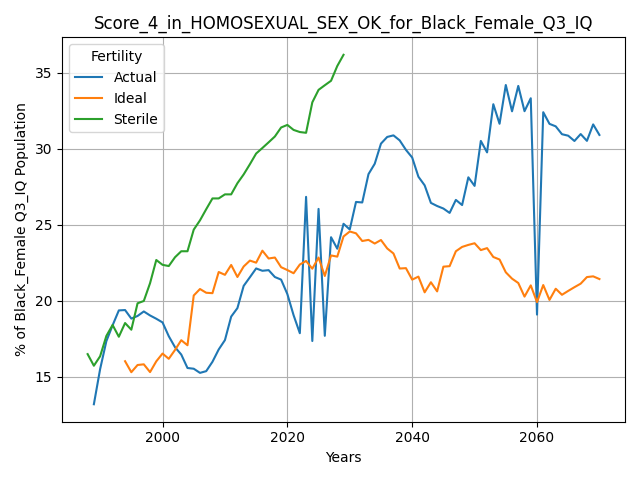 Score_4_in_HOMOSEXUAL_SEX_OK_for_Black_Female_Q3_IQ
Fertility
Actual
Ideal
Sterile
% of Black_Female Q3_IQ Population
35
30
25
20
15
2000
2020
2040
2060
Years